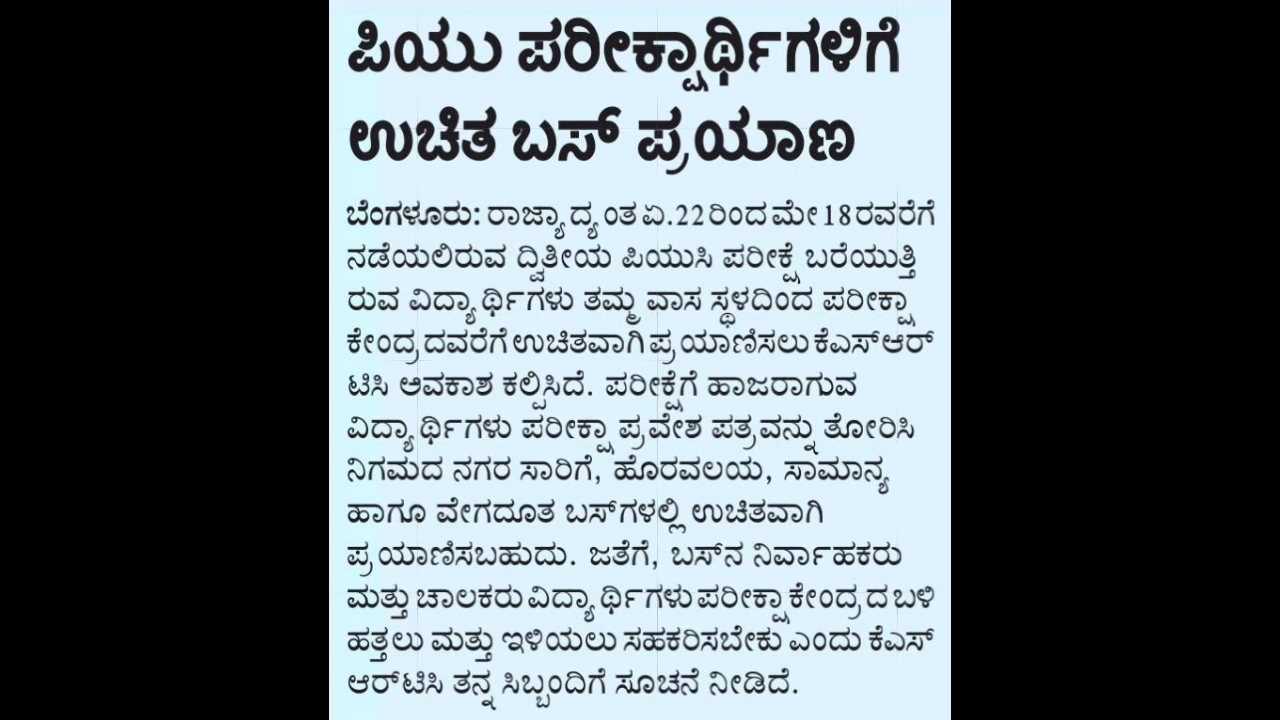 ಪಿಯು ಪರೀಕ್ಷಾರ್ಥಿಗಳಿಗೆ
ಉಚಿತ ಬಸ್ ಪ್ರಯಾಣ
ಬೆಂಗಳೂರು: ರಾಜ್ಯಾದ್ಯಂತ ಏ.22ರಿಂದ ಮೇ 18ರವರೆಗೆ
ನಡೆಯಲಿರುವ ದ್ವಿತೀಯ ಪಿಯುಸಿ ಪರೀಕ್ಷೆ ಬರೆಯುತ್ತಿ
ರುವ ವಿದ್ಯಾರ್ಥಿಗಳು ತಮ್ಮ ವಾಸ ಸ್ಥಳದಿಂದ ಪರೀಕ್ಷಾ
ಕೇಂದ್ರದವರೆಗೆ ಉಚಿತವಾಗಿ ಪ್ರಯಾಣಿಸಲು ಕೆಎಸ್‌ಆರ್
ಟಿಸಿ ಅವಕಾಶ ಕಲ್ಪಿಸಿದೆ. ಪರೀಕ್ಷೆಗೆ ಹಾಜರಾಗುವ
ವಿದ್ಯಾರ್ಥಿಗಳು ಪರೀಕ್ಷಾ ಪ್ರವೇಶ ಪತ್ರವನ್ನು ತೋರಿಸಿ
ನಿಗಮದ ನಗರ ಸಾರಿಗೆ, ಹೊರವಲಯ, ಸಾಮಾನ್ಯ
ಹಾಗೂ ವೇಗದೂತ ಬಸ್‌ಗಳಲ್ಲಿ ಉಚಿತವಾಗಿ
ಪ್ರಯಾಣಿಸಬಹುದು. ಜತೆಗೆ, ಬಸ್‌ನ ನಿರ್ವಾಹಕರು
ಮತ್ತು ಚಾಲಕರು ವಿದ್ಯಾರ್ಥಿಗಳು ಪರೀಕ್ಷಾ ಕೇಂದ್ರದ ಬಳಿ
ಹತ್ತಲು ಮತ್ತು ಇಳಿಯಲು ಸಹಕರಿಸಬೇಕು ಎಂದು ಕೆಎಸ್
ಆರ್‌ಟಿಸಿ ತನ್ನ ಸಿಬ್ಬಂದಿಗೆ ಸೂಚನೆ ನೀಡಿದೆ.